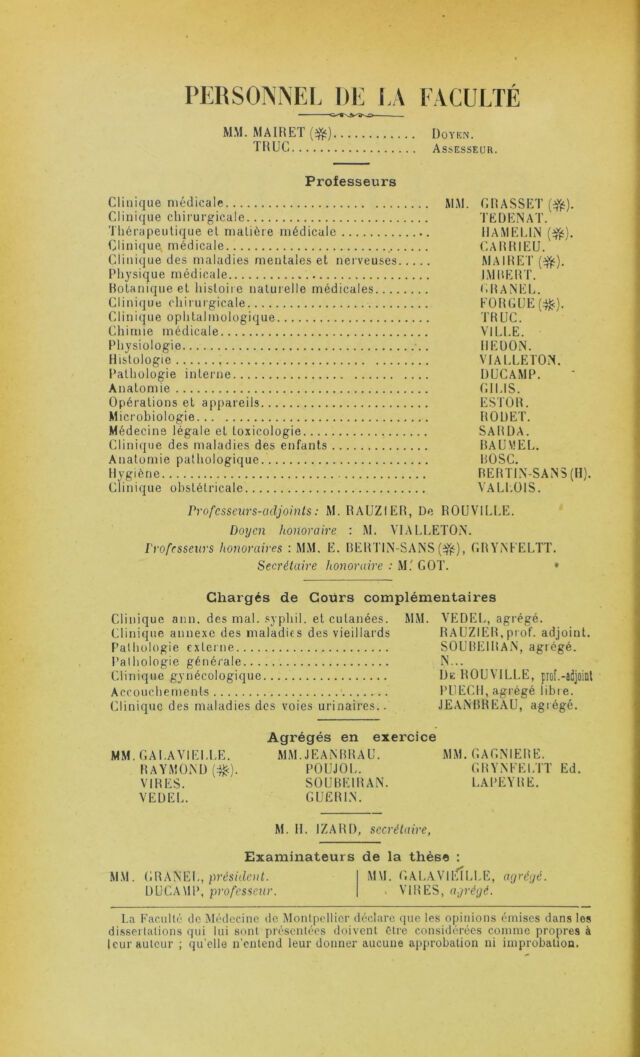 PERSONNEL DE LA FACULTÉ
MM. MAIRET (✻)............ DOYEN.
TRUC.................. ASSESSEUR.
Professeurs
Clinique médicale.............................. MM. GRASSET (✻).
Clinique chirurgicale.......................... TEDENAT.
Thérapeutique et matière médicale ............. HAMELIN (✻).
Clinique médicale.............................. CARRIEU.
Clinique des maladies mentales et nerveuses..... MAIRET (✻).
Physique médicale.............................. IMBERT.
Botanique et histoire naturelle médicales........ GRANEL.
Clinique chirurgicale.......................... FORGUE (✻).
Clinique ophtalmologique....................... TRUC.
Chimie médicale................................ VILLE.
Physiologie.................................... HEDON.
Histologie .................................... VIALLETON.
Pathologie interne............................. DUCAMP.
Anatomie ...................................... GILIS.
Opérations et appareils........................ ESTOR.
Microbiologie.................................. RODET.
Médecine légale et toxicologie.................. SARDA.
Clinique des maladies des enfants .............. BAUMEL.
Anatomie pathologique.......................... BOSC.
Hygiène........................................ BERTIN-SANS (H).
Clinique obstétricale.......................... VALLOIS.
Professeurs-adjoints : M. RAUZIER, De ROUVILLE.
Doyen honoraire : M. VIALLETON.
Professeurs honoraires : MM. E. BERTIN-SANS (✻), GRYNFELTT.
Secrétaire honoraire : M. GOT.
Chargés de Cours complémentaires
Clinique ann. des mal. syphil. et cutanées. MM. VEDEL, agrégé.
Clinique annexe des maladies des vieillards RAUZIER, prof. adjoint.
Pathologie externe....................... SOUBEIRAN, agrégé.
Pathologie générale...................... N...
Clinique gynécologique................... DE ROUVILLE, prof.-adjoint
Accouchements ........................... PUECH, agrégé libre.
Clinique des maladies des voies urinaires.. JEANBREAU, agrégé.
Agrégés en exercice
MM. GALAVIELLE. MM. JEANBRAU. MM. GAGNIERE.
RAYMOND (✻). POUJOL. GRYNFELTT Ed.
VIRES. SOUBEIRAN. LAPEYRE.
VEDEL. GUERIN.
M. H. IZARD, secrétaire,
Examinateurs de la thèse :
MM. GRANEL, président. MM. GALAVIEILLE, agrégé.
DUCAMP, professeur. VIRES, agrégé.
La Faculté de Médecine de Montpellier déclare que les opinions émises dans les
dissertations qui lui sont présentées doivent être considérées comme propres à
leur auteur ; qu'elle n'entend leur donner aucune approbation ni improbation.